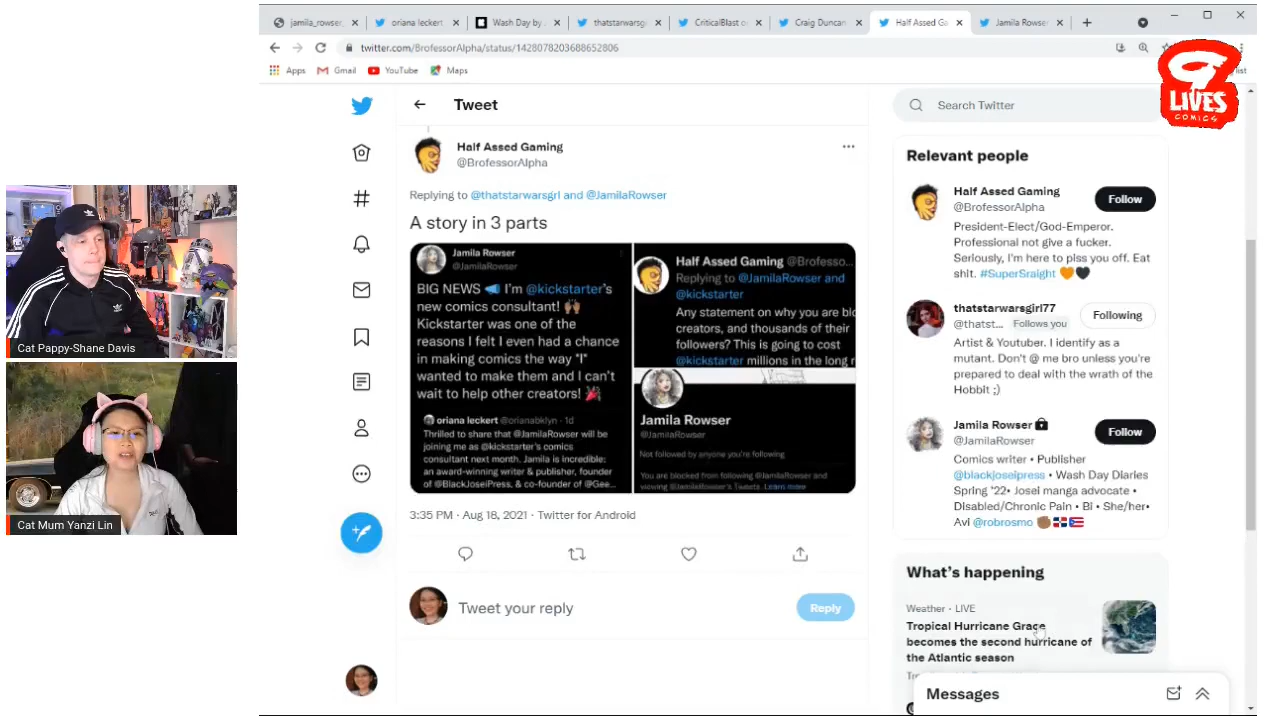 jamila_rowser
oriana leckert
Wash Day by
thatstarwarsg
CriticalBlast o
Craig Duncan
Half Assed Ga
Jamila Rowser
twitter.com/BrofessorAlpha/status/1428078203688652806
Apps
Gmail
YouTube
Maps
9
LIVES
COMICS
Tweet
Search Twitter
Half Assed Gaming
@BrofessorAlpha
Replying to @thatstarwarsgrl and @JamilaRowser
A story in 3 parts
Jamila Rowser
@JamilaRowser
BIG NEWS 📣 I'm @kickstarter's
new comics consultant! 🙌🏾
Kickstarter was one of the
reasons I felt I even had a chance
in making comics the way *I*
wanted to make them and I can't
wait to help other creators! 🎉
oriana leckert @orianabklyn · 1d
Thrilled to share that @JamilaRowser will be
joining me as @kickstarter's comics
consultant next month. Jamila is incredible:
an award-winning writer & publisher, founder
of @BlackJoseiPress, & co-founder of @Gee...
Half Assed Gaming @Brofesso...
Replying to @JamilaRowser and
@kickstarter
Any statement on why you are blo
creators, and thousands of their
followers? This is going to cost
@kickstarter millions in the long r
Jamila Rowser
@JamilaRowser
Not followed by anyone you're following
You are blocked from following @JamilaRowser and
viewing @JamilaRowser's Tweets. Learn more
3:35 PM · Aug 18, 2021 · Twitter for Android
Tweet your reply
Reply
Relevant people
Half Assed Gaming
@BrofessorAlpha
Follow
President-Elect/God-Emperor.
Professional not give a fucker.
Seriously, I'm here to piss you off. Eat
shit. #SuperSraight 🧡🖤
thatstarwarsgirl77
@thatst... Follows you
Following
Artist & Youtuber. I identify as a
mutant. Don't @ me bro unless you're
prepared to deal with the wrath of the
Hobbit ;)
Jamila Rowser
@JamilaRowser
Follow
Comics writer • Publisher
@blackjoseipress • Wash Day Diaries
Spring '22• Josei manga advocate •
Disabled/Chronic Pain • Bi • She/her•
Avi @robrosmo ✊🏾🇩🇴🇵🇷
What's happening
Weather · LIVE
Tropical Hurricane Grace
becomes the second hurricane of
the Atlantic season
Messages
Cat Pappy-Shane Davis
Cat Mum Yanzi Lin